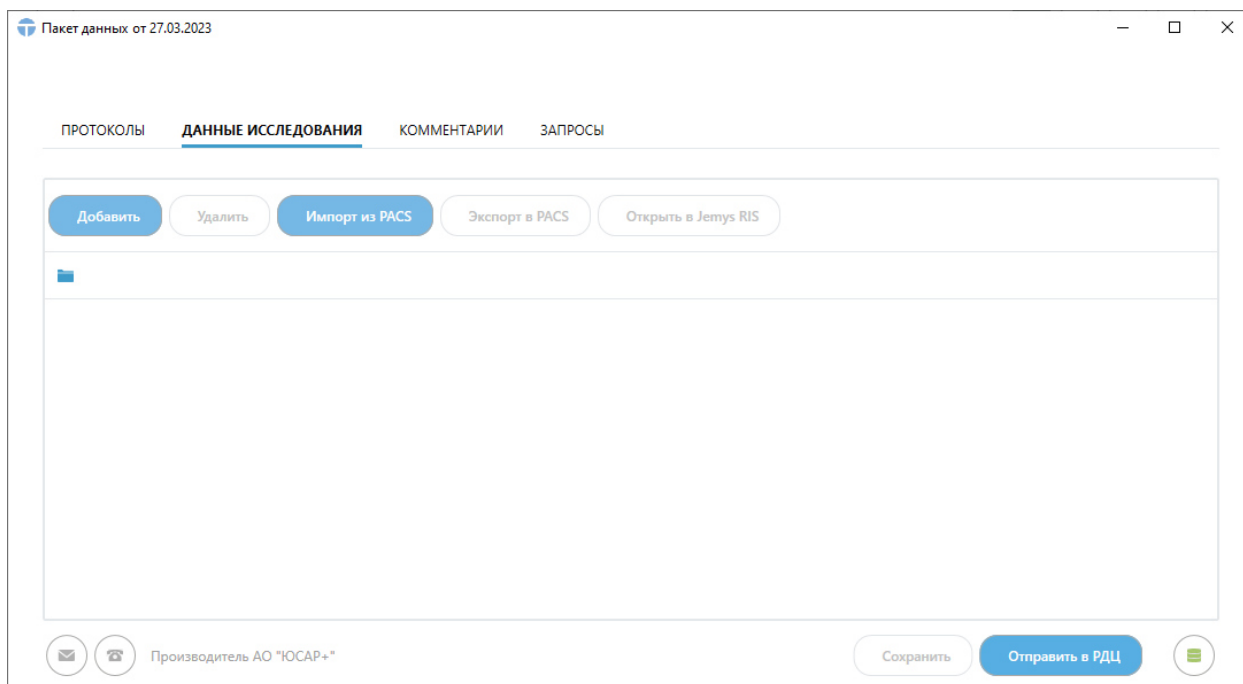 Пакет данных от 27.03.2023
ПРОТОКОЛЫ ДАННЫЕ ИССЛЕДОВАНИЯ КОММЕНТАРИИ ЗАПРОСЫ
Добавить Удалить Импорт из PACS Экспорт в PACS Открыть в Jemys RIS
Производитель АО "ЮСАР+" Сохранить Отправить в РДЦ